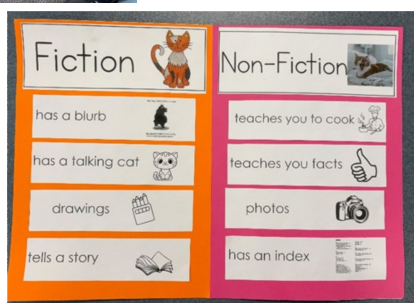 Fiction
Non-Fiction
has a blurb
teaches you to cook
has a talking cat
teaches you facts
drawings
photos
tells a story
has an index